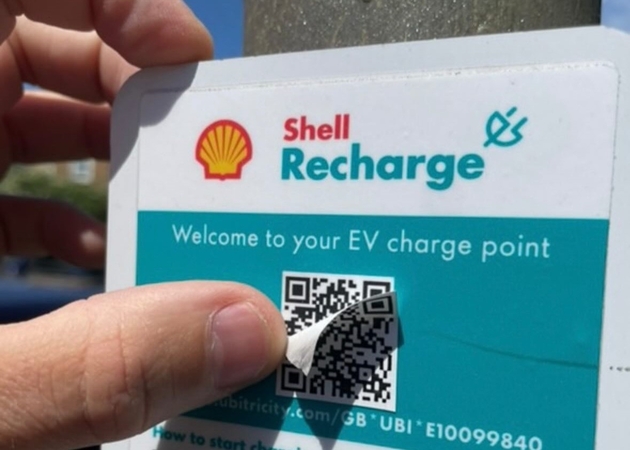 Shell
Recharge
Welcome to your EV charge point
ubitricity.com/GB*UBI*E10099840
How to start